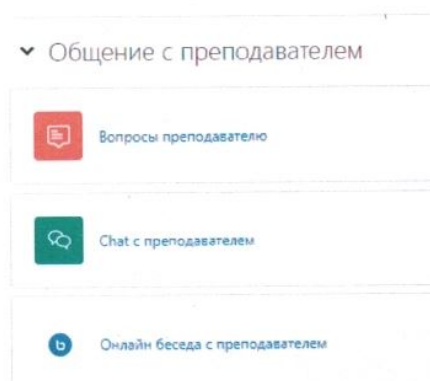 Общение с преподавателем
Вопросы преподавателю
Chat с преподавателем
b
Онлайн беседа с преподавателем